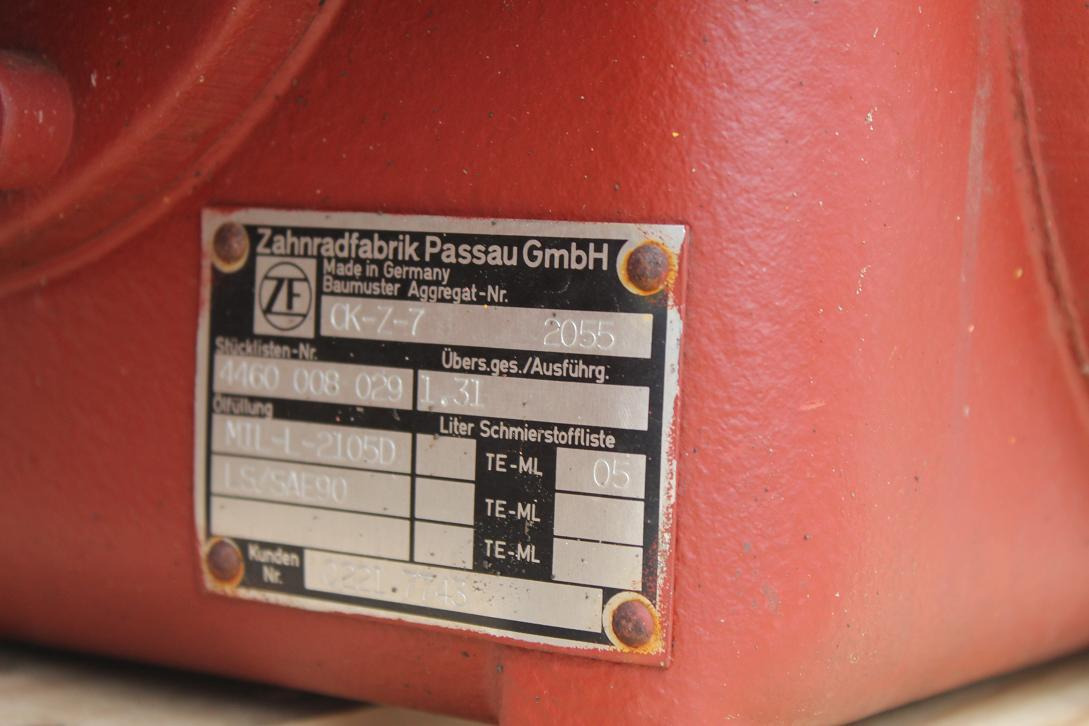 Zahnradfabrik Passau GmbH
ZF
Made in Germany
Baumuster Aggregat-Nr.
CK-Z-7 2055
Stücklisten-Nr. Übers.ges./Ausführg.
4460 008 029 1.31
Ölfüllung Liter Schmierstoffliste
MIL-L-2105D TE-ML 05
LS/SAE90 TE-ML
TE-ML
Kunden
Nr.